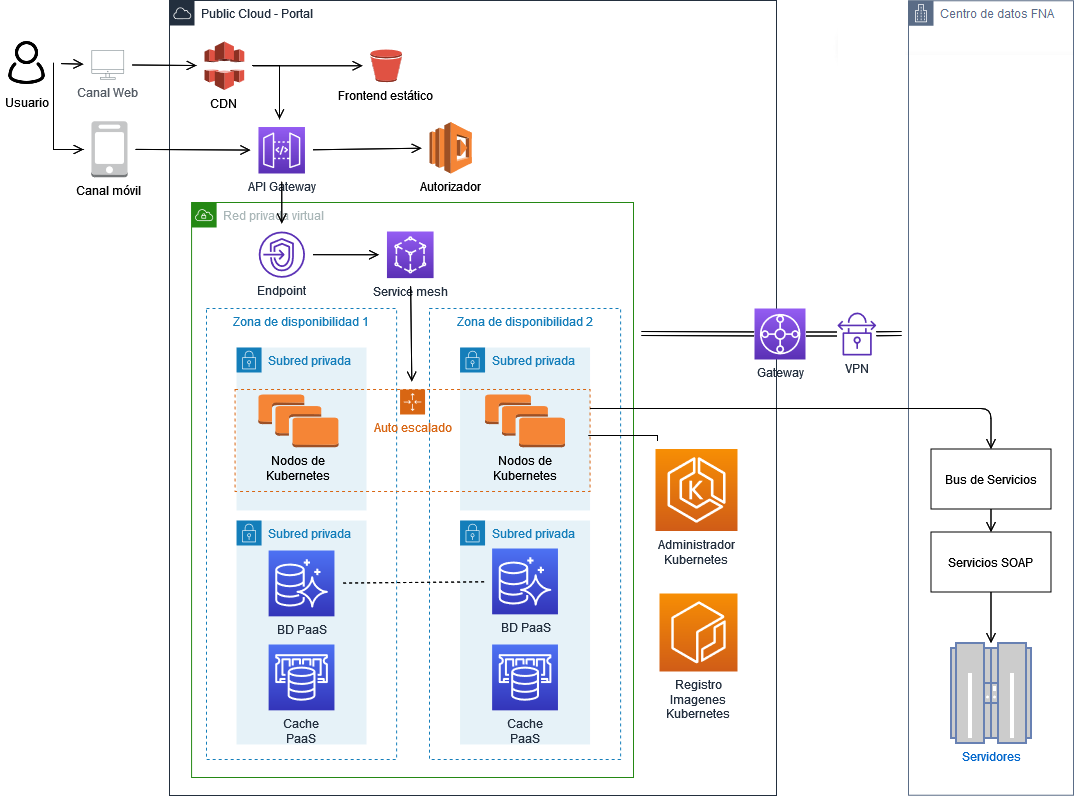 Public Cloud - Portal
Centro de datos FNA
Usuario
Canal Web
CDN
Frontend estático
Canal móvil
API Gateway
Autorizador
Red privada virtual
Endpoint
Service mesh
Zona de disponibilidad 1
Zona de disponibilidad 2
Subred privada
Subred privada
Gateway
VPN
Auto escalado
Nodos de
Kubernetes
Nodos de
Kubernetes
Bus de Servicios
Subred privada
Subred privada
Administrador
Kubernetes
Servicios SOAP
BD PaaS
BD PaaS
Registro
Imagenes
Kubernetes
Cache
PaaS
Cache
PaaS
Servidores